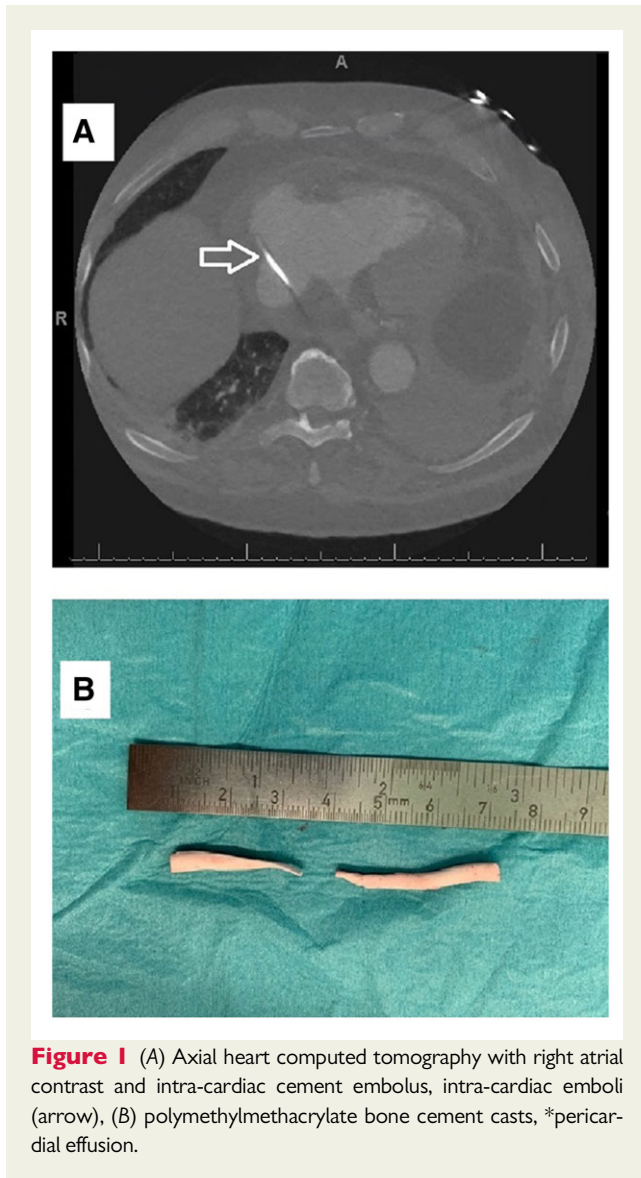 A
A
R
B
INCH 1 2 64 16 3
1 2 3 4 5 mm 6 7 8 9
Figure 1 (A) Axial heart computed tomography with right atrial
contrast and intra-cardiac cement embolus, intra-cardiac emboli
(arrow), (B) polymethylmethacrylate bone cement casts, *pericar-
dial effusion.